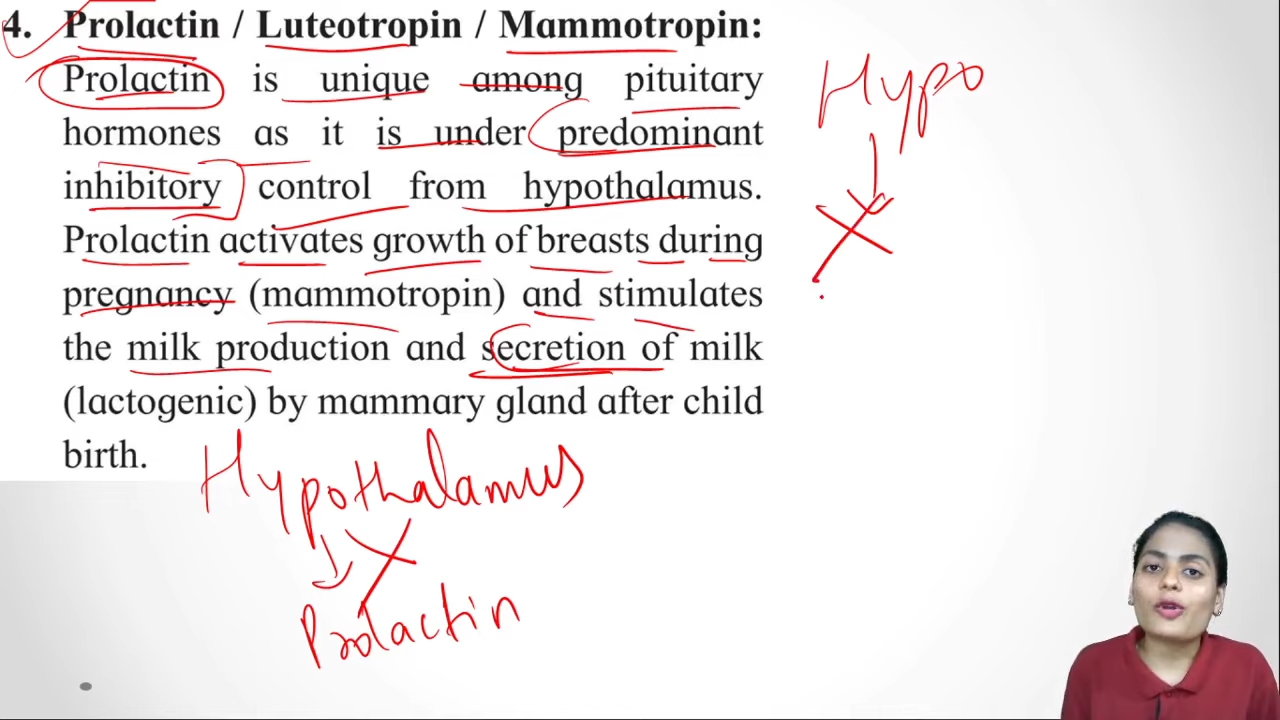 4. Prolactin / Luteotropin / Mammotropin:
Prolactin is unique among pituitary
hormones as it is under predominant
inhibitory control from hypothalamus.
Prolactin activates growth of breasts during
pregnancy (mammotropin) and stimulates
the milk production and secretion of milk
(lactogenic) by mammary gland after child
birth.
Hypothalamus
Prolactin
Hypo